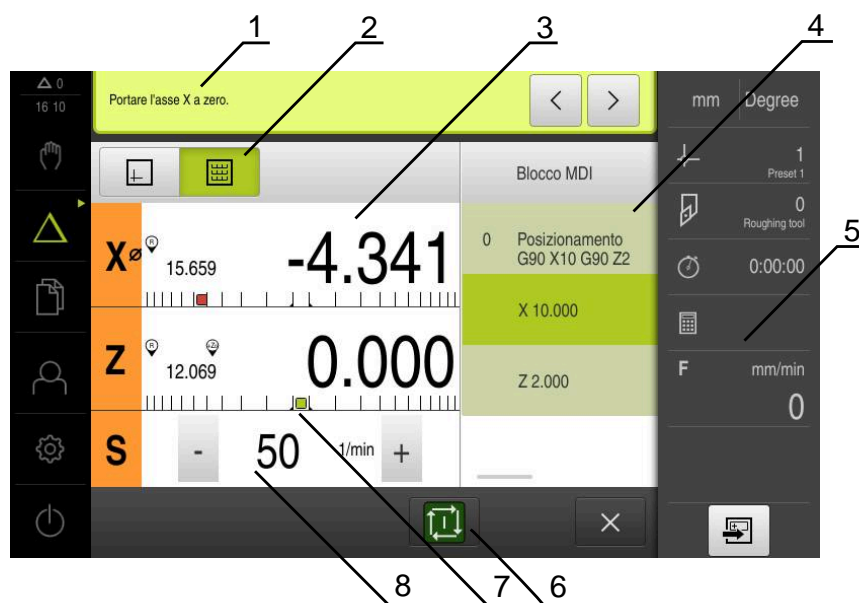 1 2 3 4
0
16 10
Portare l'asse X a zero.
< >
mm Degree
Blocco MDI
1
Preset 1
0 Posizionamento
G90 X10 G90 Z2
0
Roughing tool
5
X⌀ R 15.659 -4.341
0:00:00
X 10.000
Z R 12.069 0.000
Z 2.000
F mm/min
0
S - 50 1/min +
I
8 7 6